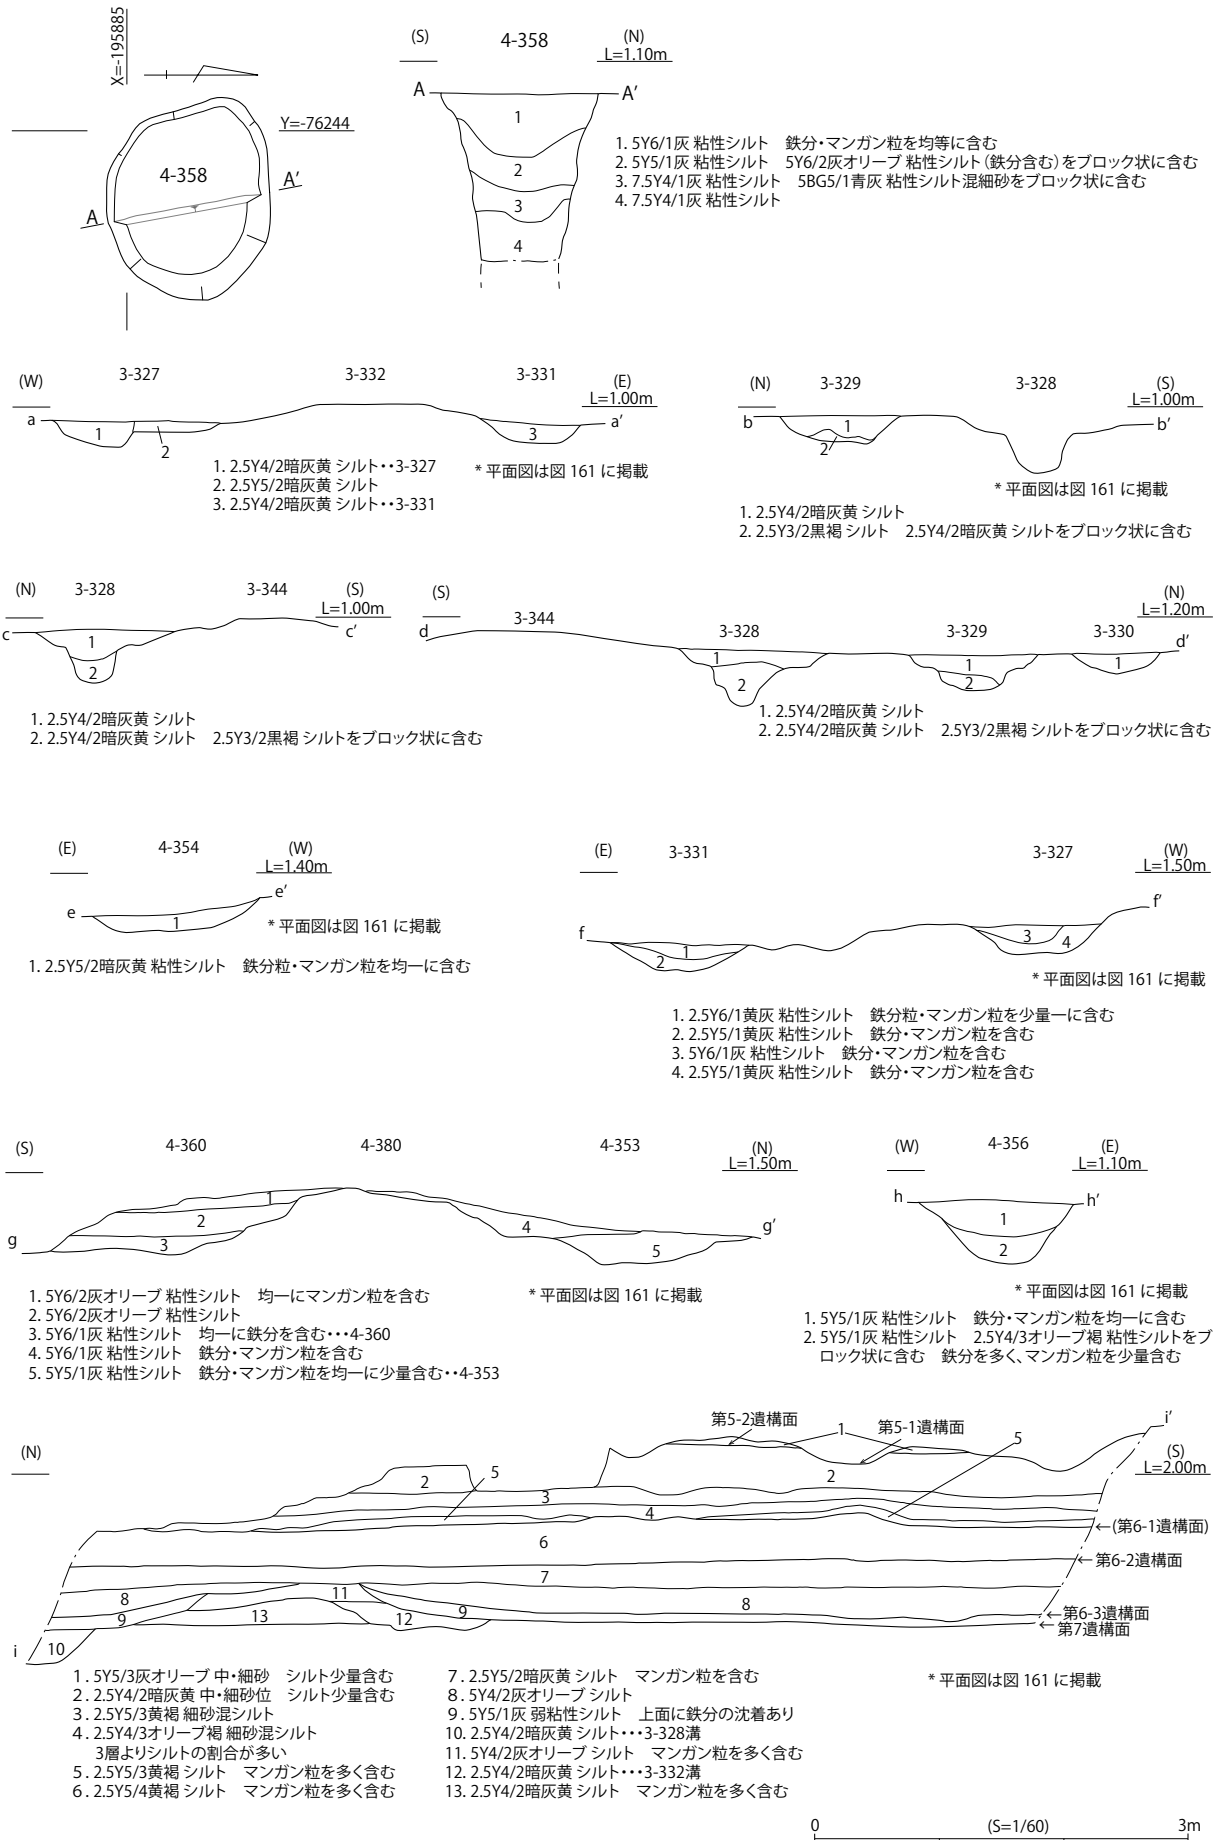 X=-195885
Y=-76244
4-358
A
A’
(S)
4-358
(N)
L=1.10m
A
A’
1
2
3
4
1. 5Y6/1灰 粘性シルト　鉄分・マンガン粒を均等に含む
2. 5Y5/1灰 粘性シルト　5Y6/2灰オリーブ 粘性シルト（鉄分含む）をブロック状に含む
3. 7.5Y4/1灰 粘性シルト　5BG5/1青灰 粘性シルト混細砂をブロック状に含む
4. 7.5Y4/1灰 粘性シルト
(W)
3-327
3-332
3-331
(E)
L=1.00m
a
a’
1
2
3
1. 2.5Y4/2暗灰黄 シルト・・3-327
2. 2.5Y5/2暗灰黄 シルト
3. 2.5Y4/2暗灰黄 シルト・・3-331
* 平面図は図 161 に掲載
(N)
3-329
3-328
(S)
L=1.00m
b
b’
1
2
* 平面図は図 161 に掲載
1. 2.5Y4/2暗灰黄 シルト
2. 2.5Y3/2黒褐 シルト　2.5Y4/2暗灰黄 シルトをブロック状に含む
(N)
3-328
3-344
(S)
L=1.00m
c
c’
1
2
1. 2.5Y4/2暗灰黄 シルト
2. 2.5Y4/2暗灰黄 シルト　2.5Y3/2黒褐 シルトをブロック状に含む
(S)
3-344
3-328
3-329
3-330
(N)
L=1.20m
d
d’
1
2
1
2
1
1. 2.5Y4/2暗灰黄 シルト
2. 2.5Y4/2暗灰黄 シルト　2.5Y3/2黒褐 シルトをブロック状に含む
(E)
4-354
(W)
L=1.40m
e
e’
1
* 平面図は図 161 に掲載
1. 2.5Y5/2暗灰黄 粘性シルト　鉄分粒・マンガン粒を均一に含む
(E)
3-331
3-327
(W)
L=1.50m
f
f’
1
2
3
4
* 平面図は図 161 に掲載
1. 2.5Y6/1黄灰 粘性シルト　鉄分粒・マンガン粒を少量一に含む
2. 2.5Y5/1黄灰 粘性シルト　鉄分・マンガン粒を含む
3. 5Y6/1灰 粘性シルト　鉄分・マンガン粒を含む
4. 2.5Y5/1黄灰 粘性シルト　鉄分・マンガン粒を含む
(S)
4-360
4-380
4-353
(N)
L=1.50m
g
g’
1
2
3
4
5
1. 5Y6/2灰オリーブ 粘性シルト　均一にマンガン粒を含む
2. 5Y6/2灰オリーブ 粘性シルト
3. 5Y6/1灰 粘性シルト　均一に鉄分を含む・・・4-360
4. 5Y6/1灰 粘性シルト　鉄分・マンガン粒を含む
5. 5Y5/1灰 粘性シルト　鉄分・マンガン粒を均一に少量含む・・4-353
* 平面図は図 161 に掲載
(W)
4-356
(E)
L=1.10m
h
h’
1
2
* 平面図は図 161 に掲載
1. 5Y5/1灰 粘性シルト　鉄分・マンガン粒を均一に含む
2. 5Y5/1灰 粘性シルト　2.5Y4/3オリーブ褐 粘性シルトをブ
ロック状に含む　鉄分を多く、マンガン粒を少量含む
(N)
第5-2遺構面
1
第5-1遺構面
5
i’
(S)
L=2.00m
2
5
2
3
4
←(第6-1遺構面)
6
←第6-2遺構面
7
8
11
8
9
13
12
9
←第6-3遺構面
←第7遺構面
i
10
1. 5Y5/3灰オリーブ 中・細砂　シルト少量含む
2. 2.5Y4/2暗灰黄 中・細砂位　シルト少量含む
3. 2.5Y5/3黄褐 細砂混シルト
4. 2.5Y4/3オリーブ褐 細砂混シルト
3層よりシルトの割合が多い
5. 2.5Y5/3黄褐 シルト　マンガン粒を多く含む
6. 2.5Y5/4黄褐 シルト　マンガン粒を多く含む
7. 2.5Y5/2暗灰黄 シルト　マンガン粒を含む
8. 5Y4/2灰オリーブ シルト
9. 5Y5/1灰 弱粘性シルト　上面に鉄分の沈着あり
10. 2.5Y4/2暗灰黄 シルト・・・3-328溝
11. 5Y4/2灰オリーブ シルト　マンガン粒を多く含む
12. 2.5Y4/2暗灰黄 シルト・・・3-332溝
13. 2.5Y4/2暗灰黄 シルト　マンガン粒を多く含む
* 平面図は図 161 に掲載
0
(S=1/60)
3m